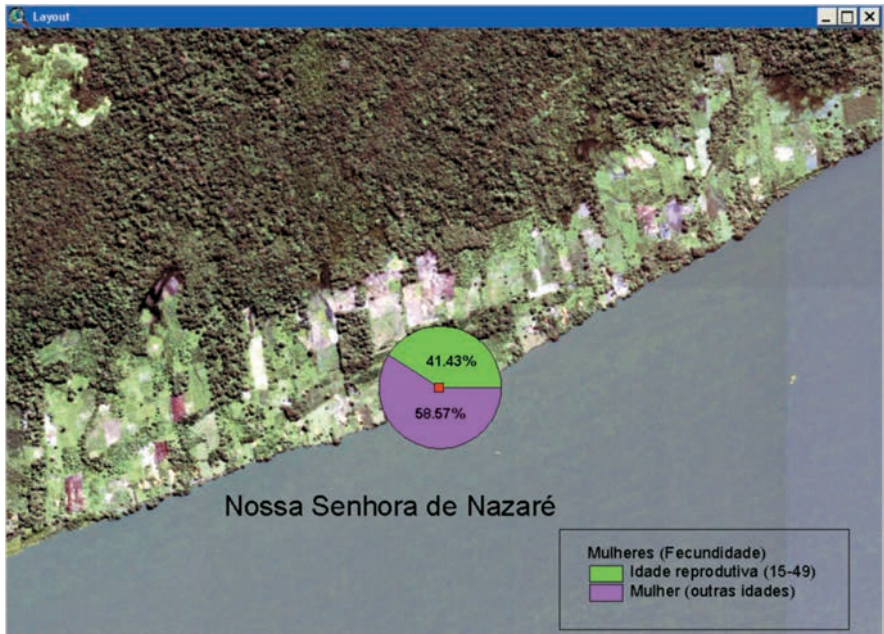 Layout
41.43%
58.57%
Nossa Senhora de Nazaré
Mulheres (Fecundidade)
Idade reprodutiva (15-49)
Mulher (outras idades)